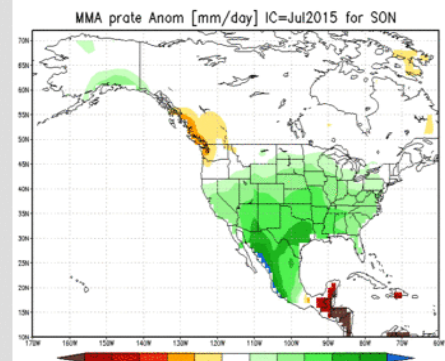 MMA prate Anom [mm/day] IC=Jul2015 for SON
70N
65N
60N
55N
50N
45N
40N
35N
30N
25N
20N
15N
10N
170W 160W 150W 140W 130W 120W 110W 100W 90W 80W 70W 60W